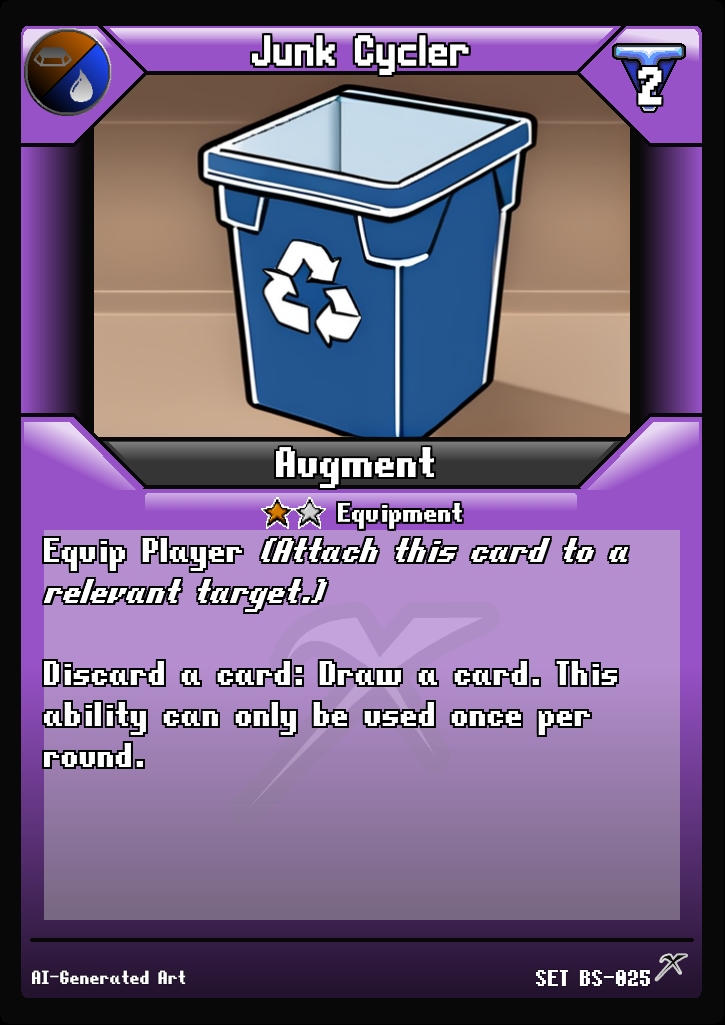 Junk Cycler
2
Augment
Equipment
Equip Player (Attach this card to a
relevant target.)
Discard a card: Draw a card. This
ability can only be used once per
round.
AI-Generated Art
SET BS-025